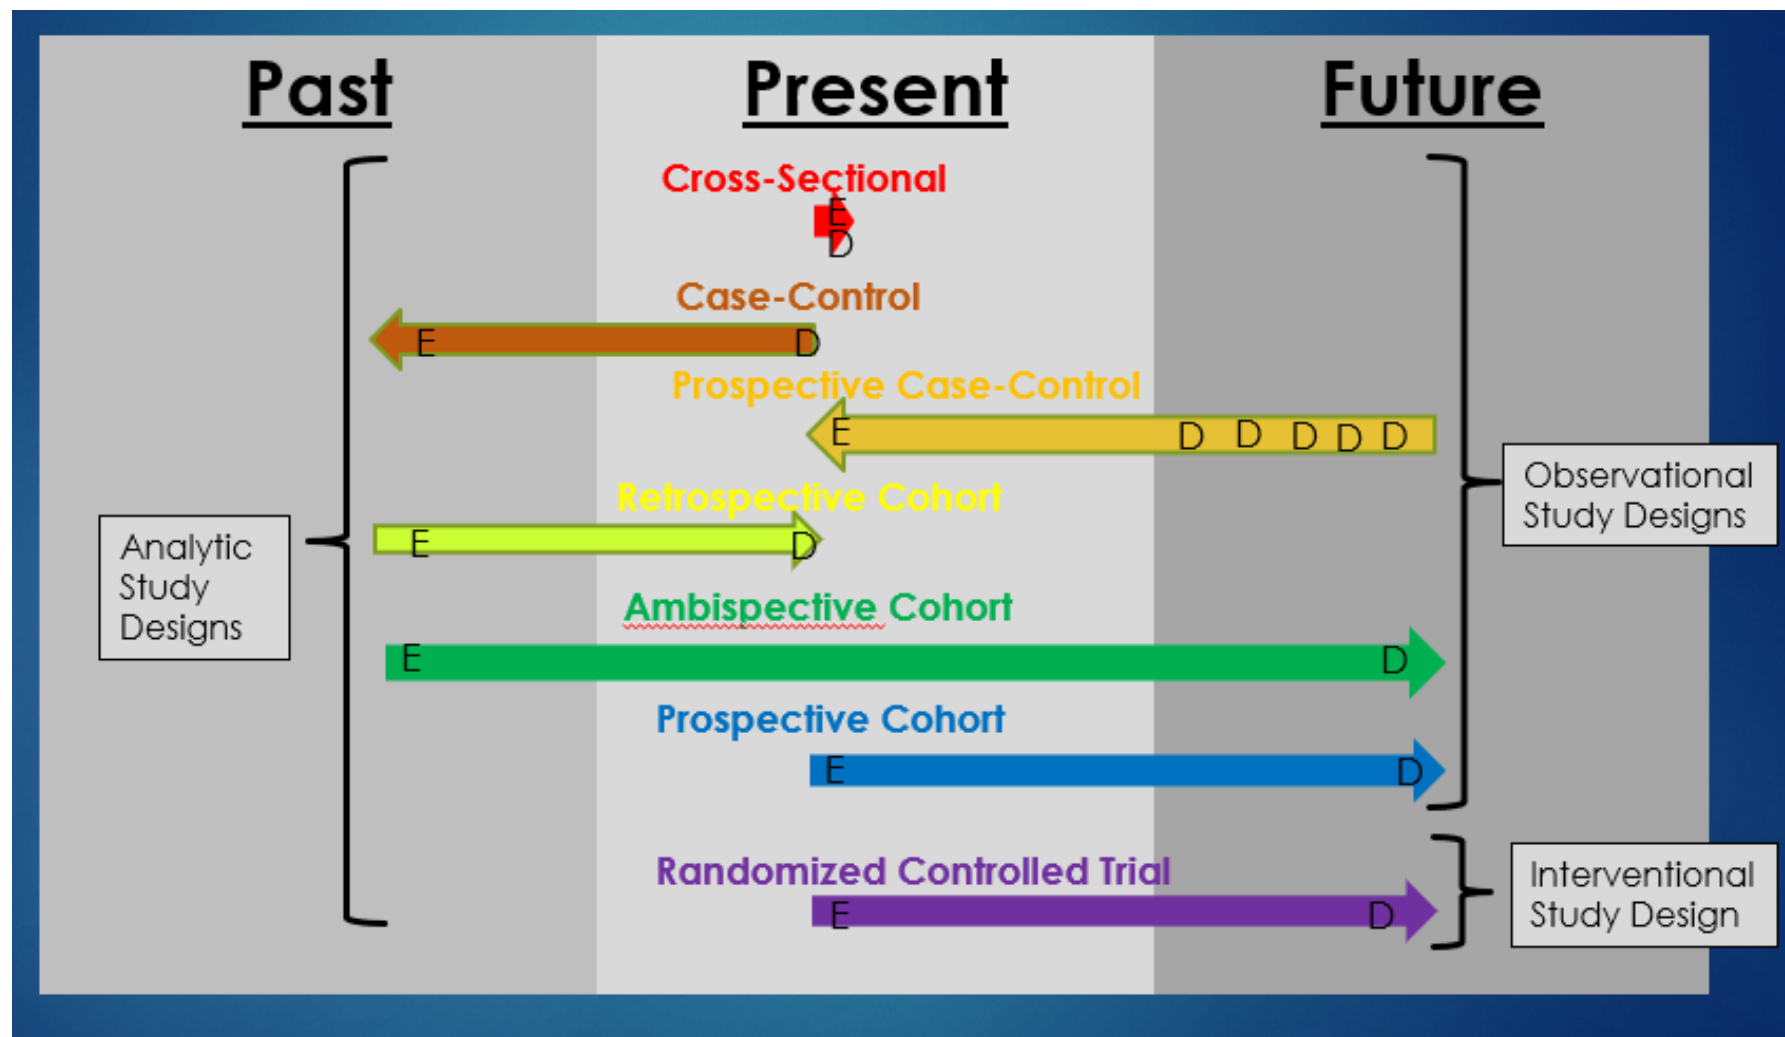 Past
Present
Future
Cross-Sectional
E
D
Case-Control
E D
Prospective Case-Control
E D D D D D
Retrospective Cohort
E D
Ambispective Cohort
E D
Prospective Cohort
E D
Randomized Controlled Trial
E D
Analytic
Study
Designs
Observational
Study Designs
Interventional
Study Design